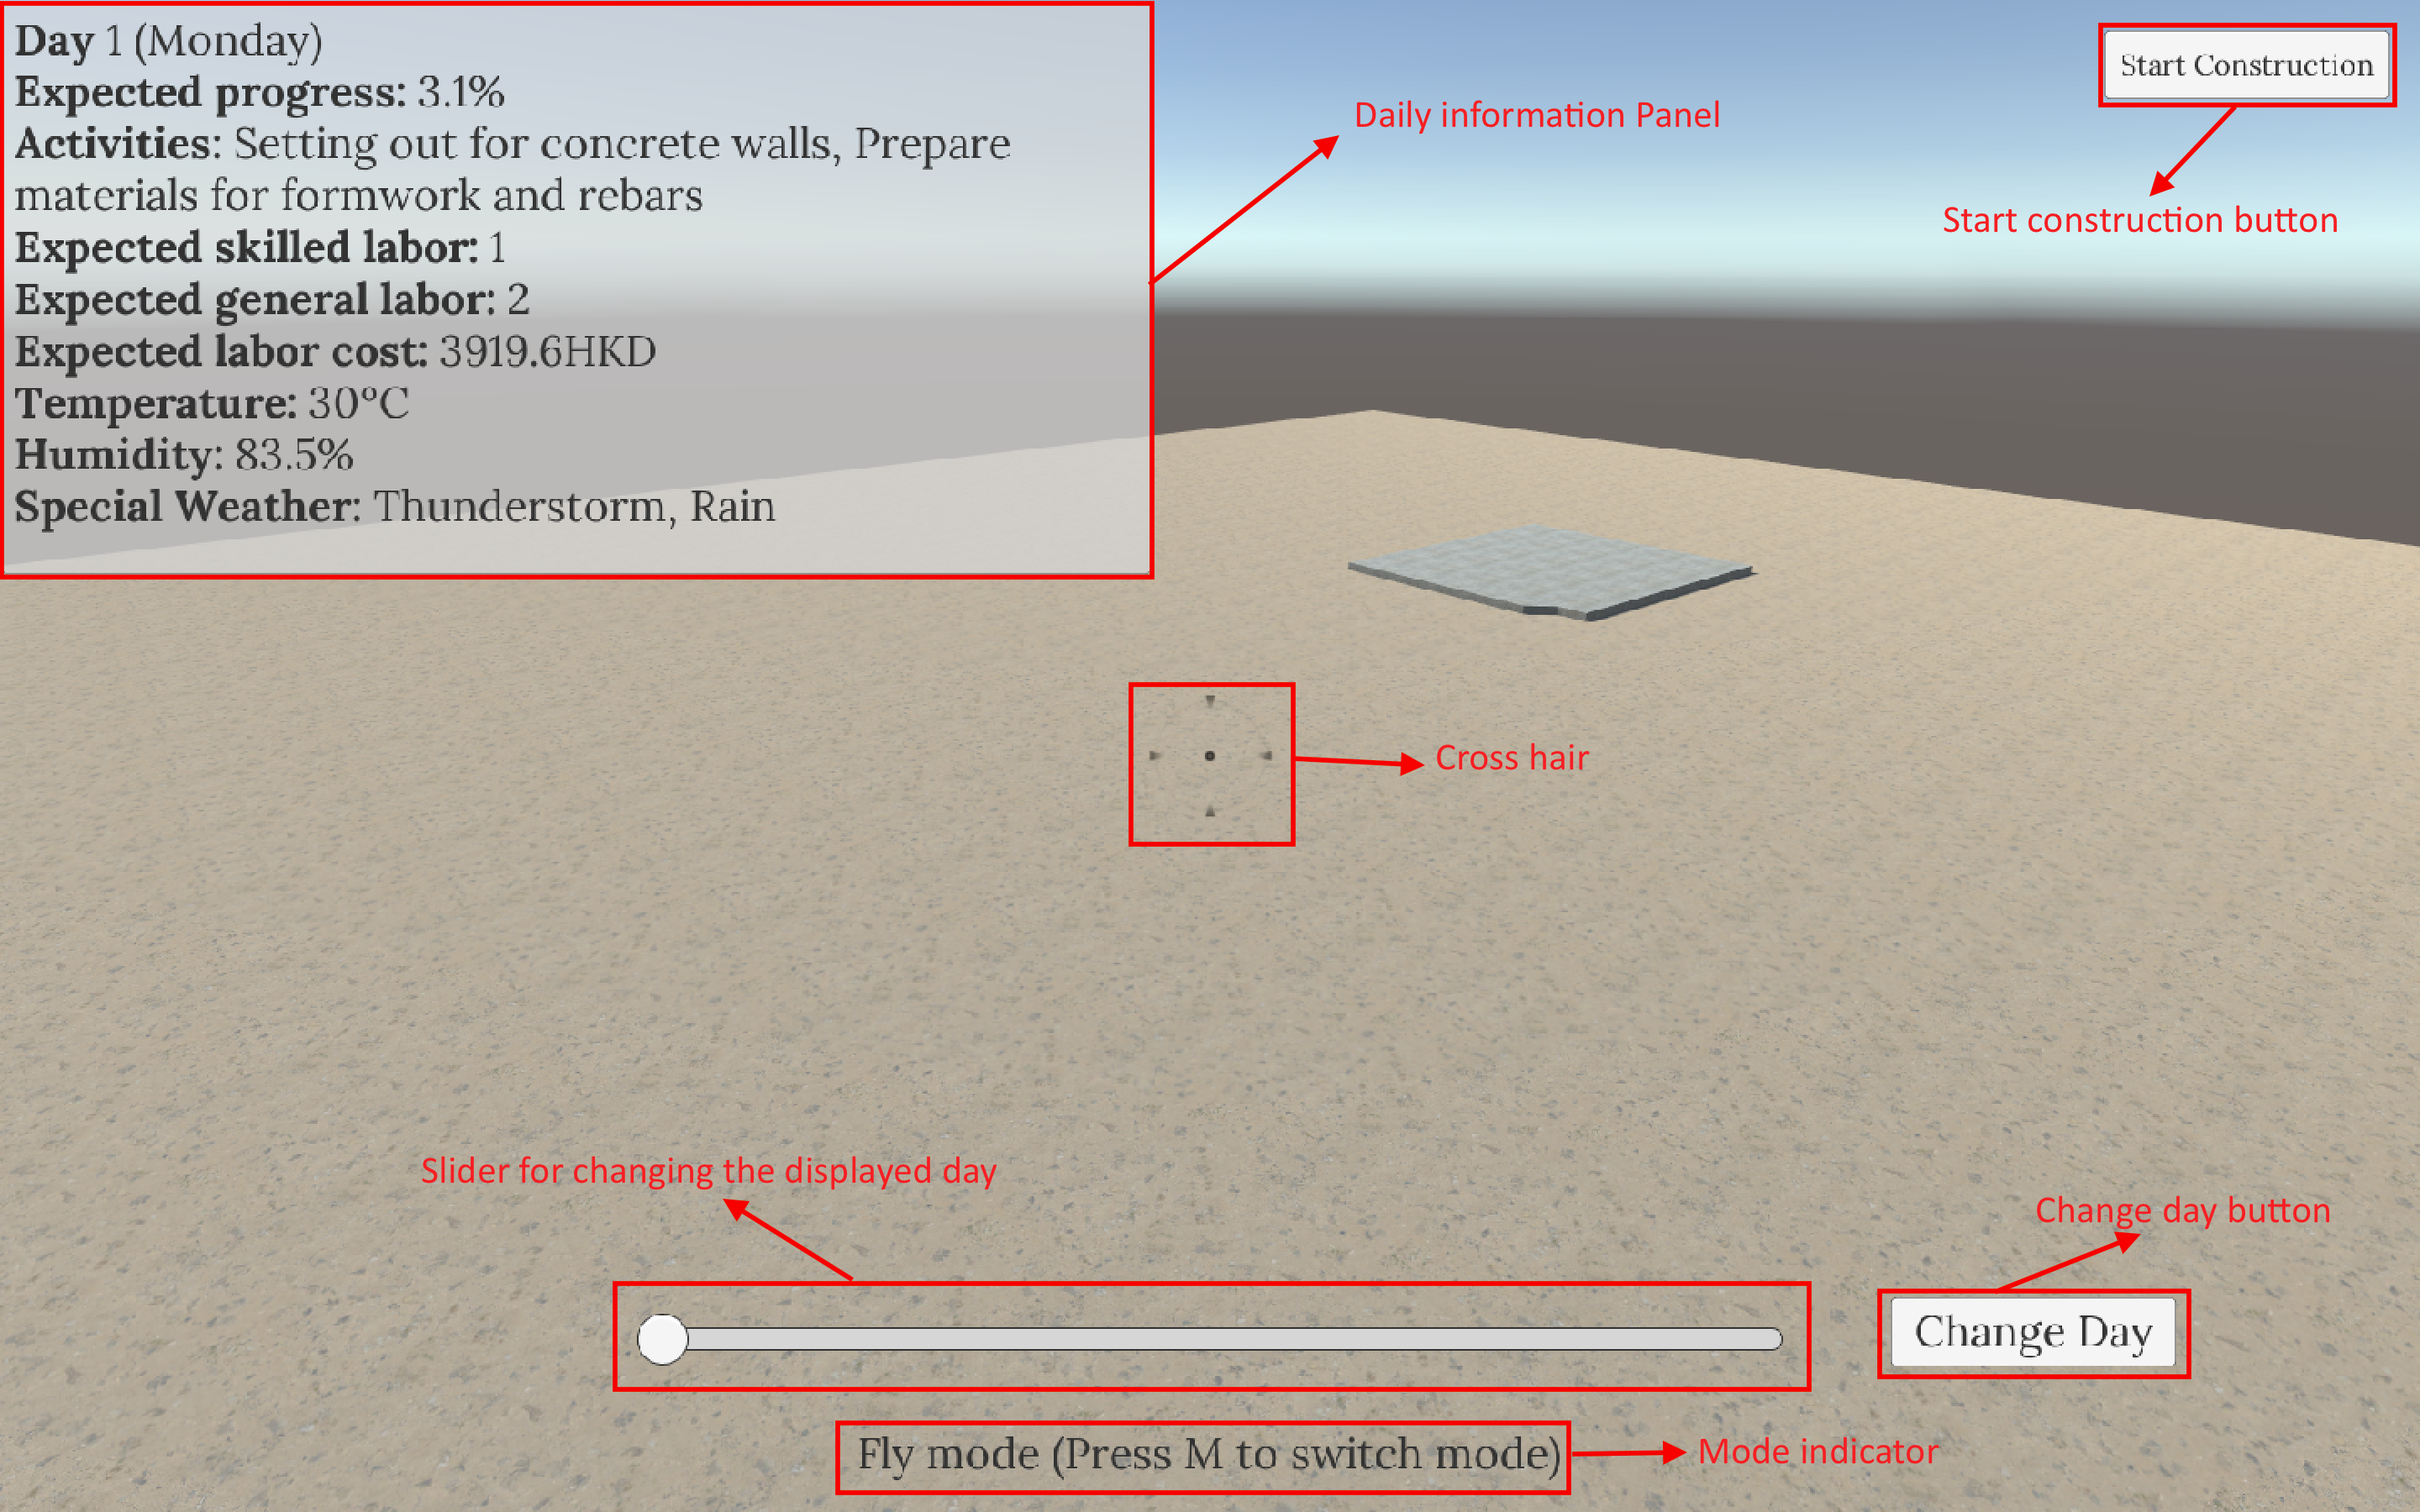 Day 1 (Monday)
Expected progress: 3.1%
Activities: Setting out for concrete walls, Prepare
materials for formwork and rebars
Expected skilled labor: 1
Expected general labor: 2
Expected labor cost: 3919.6HKD
Temperature: 30°C
Humidity: 83.5%
Special Weather: Thunderstorm, Rain
Daily information Panel
Start Construction
Start construction button
Cross hair
Slider for changing the displayed day
Change day button
Change Day
Fly mode (Press M to switch mode)
Mode indicator